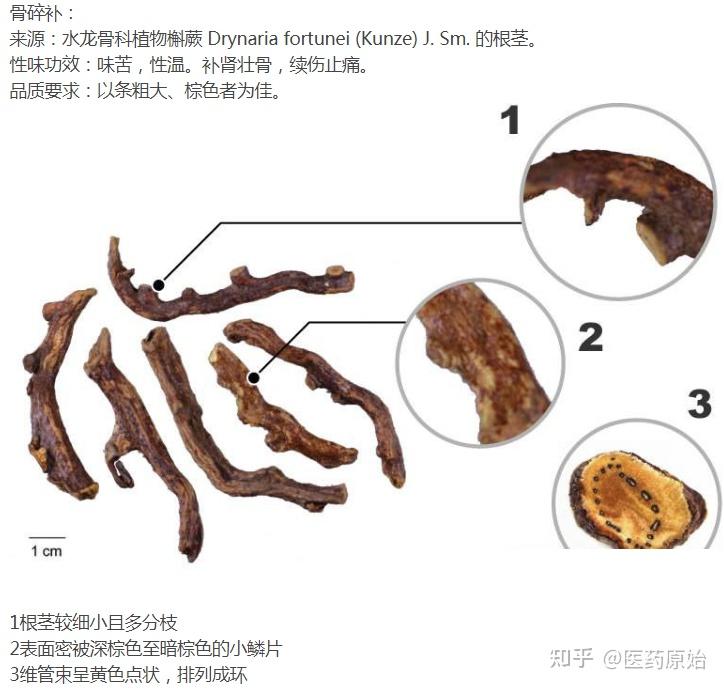 骨碎补：
来源：水龙骨科植物槲蕨 Drynaria fortunei (Kunze) J. Sm. 的根茎。
性味功效：味苦，性温。补肾壮骨，续伤止痛。
品质要求：以条粗大、棕色者为佳。
1
2
3
1 cm
1根茎较细小且多分枝
2表面密被深棕色至暗棕色的小鳞片
3维管束呈黄色点状，排列成环
知乎 @医药原始